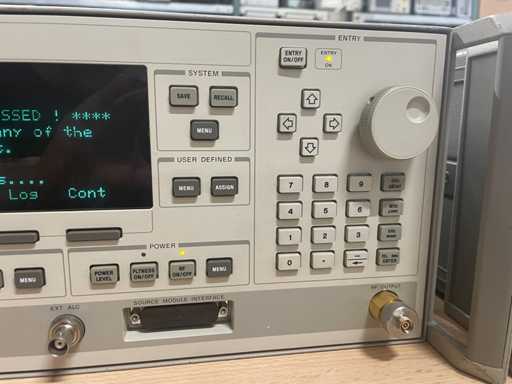 ENTRY
ENTRY ON/OFF
ENTRY ON
SYSTEM
SAVE
RECALL
MENU
SSED ! ****
any of the
s....
Log Cont
USER DEFINED
MENU
ASSIGN
7 8 9
4 5 6
1 2 3
0 .
ENTER
POWER
MENU
POWER LEVEL
FLTNESS ON/OFF
RF ON/OFF
MENU
SOURCE MODULE INTERFACE
EXT ALC
RF OUTPUT